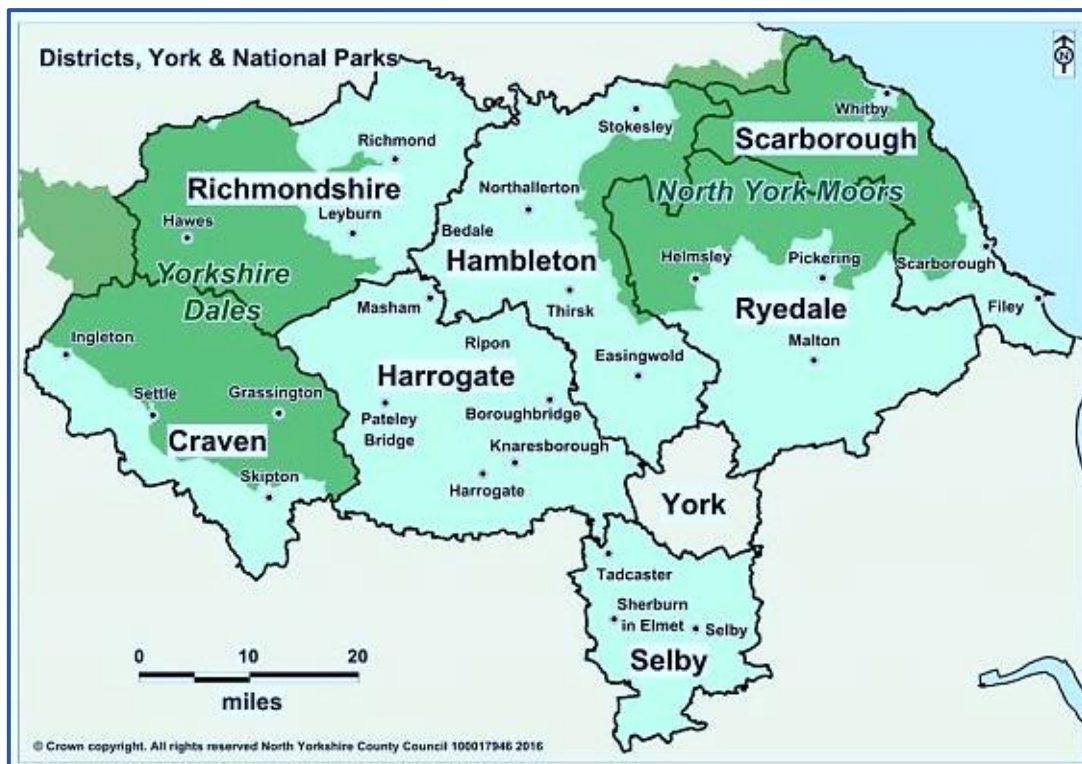 Districts, York & National Parks
N
Whitby
Stokesley
Scarborough
Richmond
Richmondshire
Northallerton
North York Moors
Leyburn
Hawes
Bedale
Hambleton
Helmsley
Pickering
Scarborough
Yorkshire
Dales
Masham
Thirsk
Ryedale
Filey
Ingleton
Ripon
Malton
Harrogate
Easingwold
Settle
Grassington
Pateley
Bridge
Boroughbridge
Craven
Knaresborough
Skipton
Harrogate
York
Tadcaster
Sherburn
in Elmet
Selby
Selby
0 10 20
miles
© Crown copyright. All rights reserved North Yorkshire County Council 100017946 2016